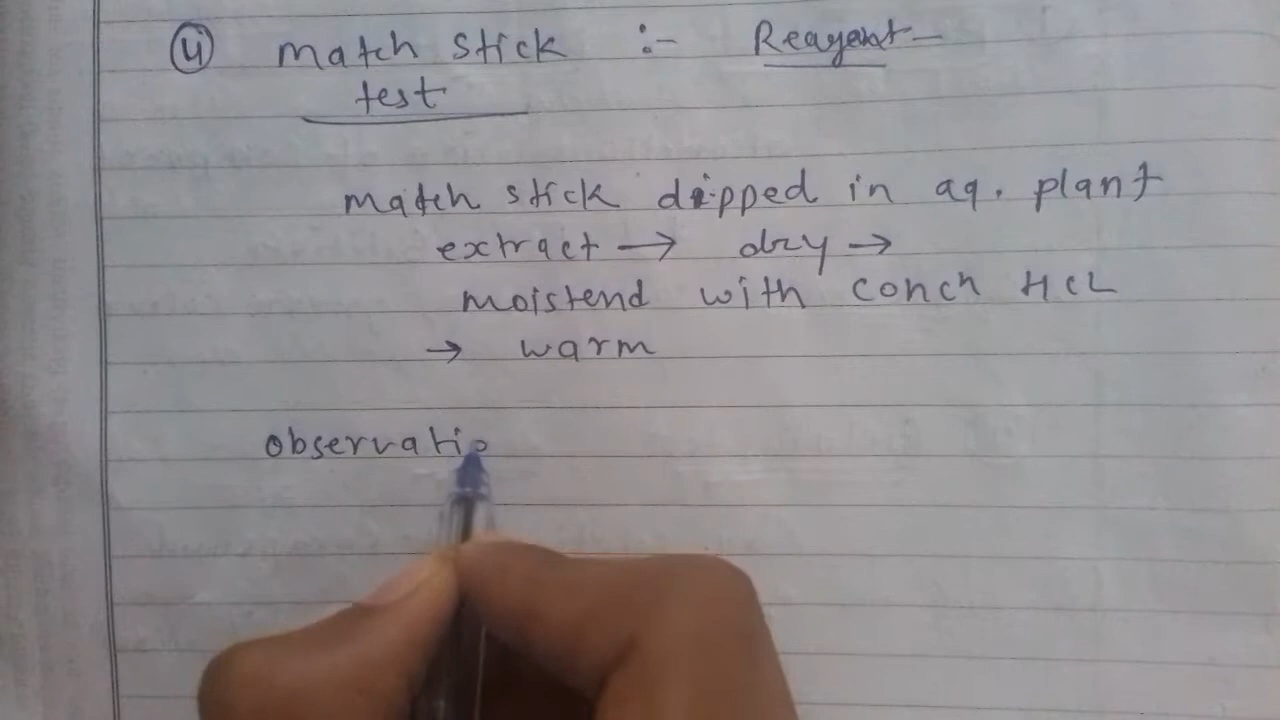 4 Match stick :- Reagent -
test
Match stick dipped in aq. plant
extract → dry →
moistend with conch HCL
→ warm
observatio